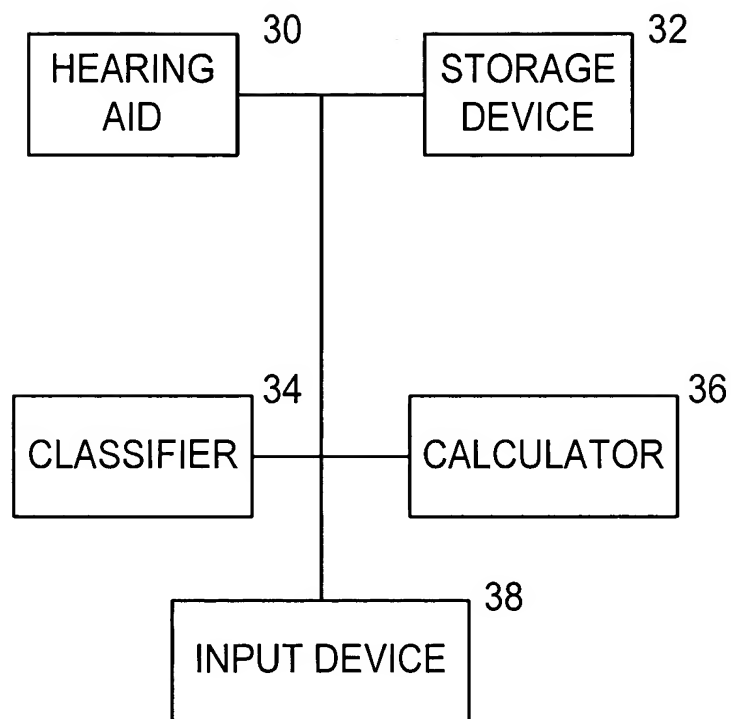 30
HEARING
AID
32
STORAGE
DEVICE
34
CLASSIFIER
36
CALCULATOR
38
INPUT DEVICE